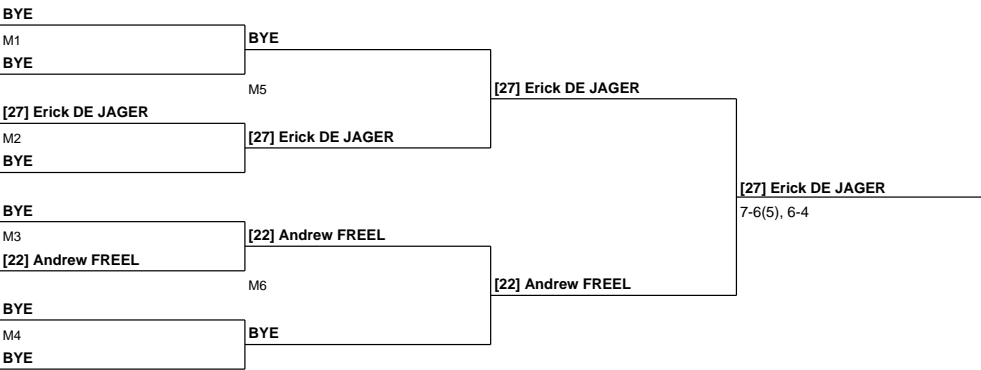 BYE
M1
BYE
BYE
M5
[27] Erick DE JAGER
[27] Erick DE JAGER
M2
[27] Erick DE JAGER
BYE
[27] Erick DE JAGER
7-6(5), 6-4
BYE
M3
[22] Andrew FREEL
[22] Andrew FREEL
M6
[22] Andrew FREEL
BYE
M4
BYE
BYE